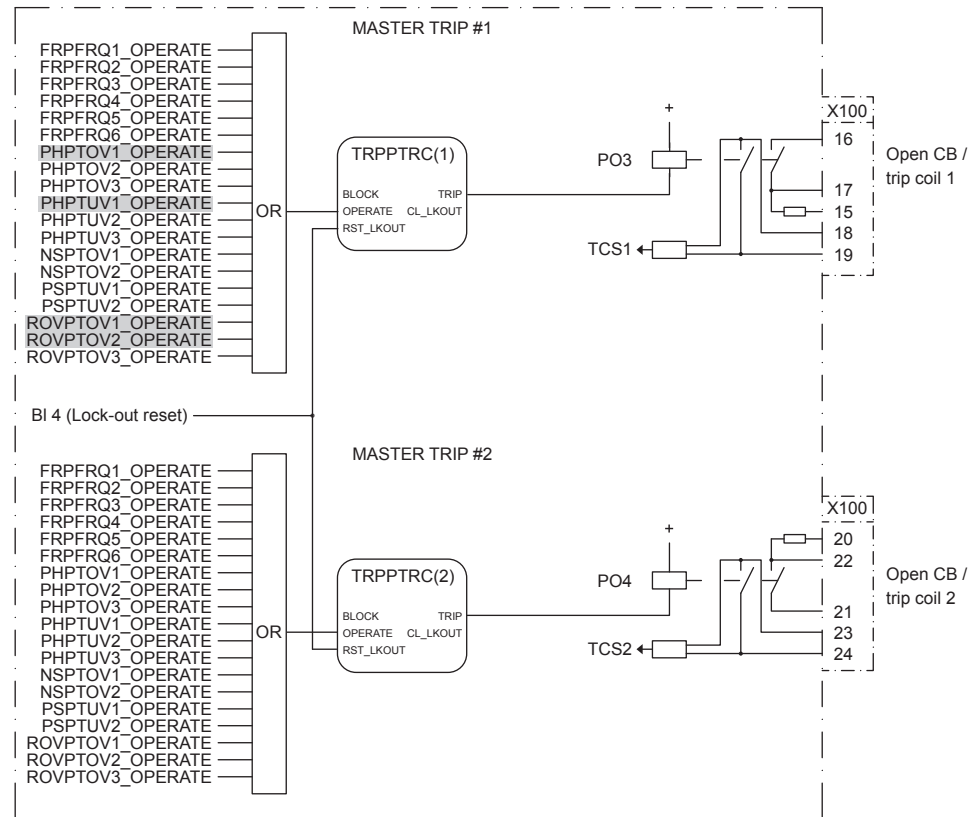 MASTER TRIP #1
FRPFRQ1_OPERATE
FRPFRQ2_OPERATE
FRPFRQ3_OPERATE
FRPFRQ4_OPERATE
FRPFRQ5_OPERATE
FRPFRQ6_OPERATE
PHPTOV1_OPERATE
PHPTOV2_OPERATE
PHPTOV3_OPERATE
PHPTUV1_OPERATE
PHPTUV2_OPERATE
PHPTUV3_OPERATE
NSPTOV1_OPERATE
NSPTOV2_OPERATE
PSPTUV1_OPERATE
PSPTUV2_OPERATE
ROVPTOV1_OPERATE
ROVPTOV2_OPERATE
ROVPTOV3_OPERATE
OR
TRPPTRC(1)
BLOCK TRIP
OPERATE CL_LKOUT
RST_LKOUT
+
PO3
TCS1
X100
16
17
15
18
19
Open CB /
trip coil 1
BI 4 (Lock-out reset)
MASTER TRIP #2
FRPFRQ1_OPERATE
FRPFRQ2_OPERATE
FRPFRQ3_OPERATE
FRPFRQ4_OPERATE
FRPFRQ5_OPERATE
FRPFRQ6_OPERATE
PHPTOV1_OPERATE
PHPTOV2_OPERATE
PHPTOV3_OPERATE
PHPTUV1_OPERATE
PHPTUV2_OPERATE
PHPTUV3_OPERATE
NSPTOV1_OPERATE
NSPTOV2_OPERATE
PSPTUV1_OPERATE
PSPTUV2_OPERATE
ROVPTOV1_OPERATE
ROVPTOV2_OPERATE
ROVPTOV3_OPERATE
OR
TRPPTRC(2)
BLOCK TRIP
OPERATE CL_LKOUT
RST_LKOUT
+
PO4
TCS2
X100
20
22
21
23
24
Open CB /
trip coil 2